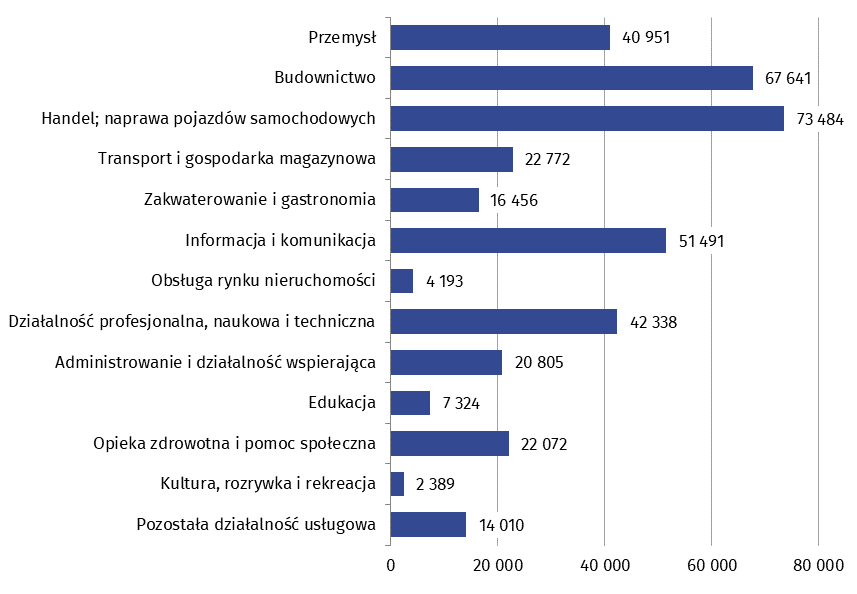 Przemysł 40 951
Budownictwo 67 641
Handel; naprawa pojazdów samochodowych 73 484
Transport i gospodarka magazynowa 22 772
Zakwaterowanie i gastronomia 16 456
Informacja i komunikacja 51 491
Obsługa rynku nieruchomości 4 193
Działalność profesjonalna, naukowa i techniczna 42 338
Administrowanie i działalność wspierająca 20 805
Edukacja 7 324
Opieka zdrowotna i pomoc społeczna 22 072
Kultura, rozrywka i rekreacja 2 389
Pozostała działalność usługowa 14 010
0 20 000 40 000 60 000 80 000